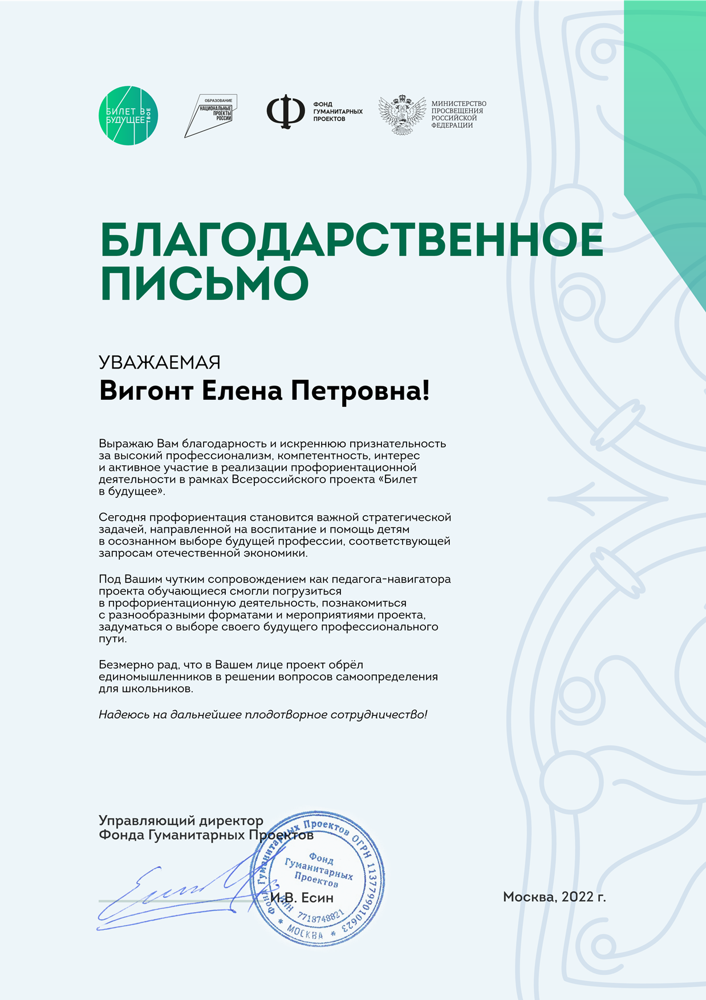 БИЛЕТ В
БУДУЩЕЕ
ТВОЕ
ОБРАЗОВАНИЕ
НАЦИОНАЛЬНЫЕ
ПРОЕКТЫ
РОССИИ
Ф
ФОНД
ГУМАНИТАРНЫХ
ПРОЕКТОВ
МИНИСТЕРСТВО
ПРОСВЕЩЕНИЯ
РОССИЙСКОЙ
ФЕДЕРАЦИИ
БЛАГОДАРСТВЕННОЕ
ПИСЬМО
УВАЖАЕМАЯ
Вигонт Елена Петровна!
Выражаю Вам благодарность и искреннюю признательность
за высокий профессионализм, компетентность, интерес
и активное участие в реализации профориентационной
деятельности в рамках Всероссийского проекта «Билет
в будущее».
Сегодня профориентация становится важной стратегической
задачей, направленной на воспитание и помощь детям
в осознанном выборе будущей профессии, соответствующей
запросам отечественной экономики.
Под Вашим чутким сопровождением как педагога-навигатора
проекта обучающиеся смогли погрузиться
в профориентационную деятельность, познакомиться
с разнообразными форматами и мероприятиями проекта,
задуматься о выборе своего будущего профессионального
пути.
Безмерно рад, что в Вашем лице проект обрёл
единомышленников в решении вопросов самоопределения
для школьников.
Надеюсь на дальнейшее плодотворное сотрудничество!
Управляющий директор
Фонда Гуманитарных Проектов
И.В. Есин
Фонд Гуманитарных Проектов ОГРН 1137799010623
* МОСКВА *
Фонд
Гуманитарных
Проектов
ИНН 7718748821
Москва, 2022 г.